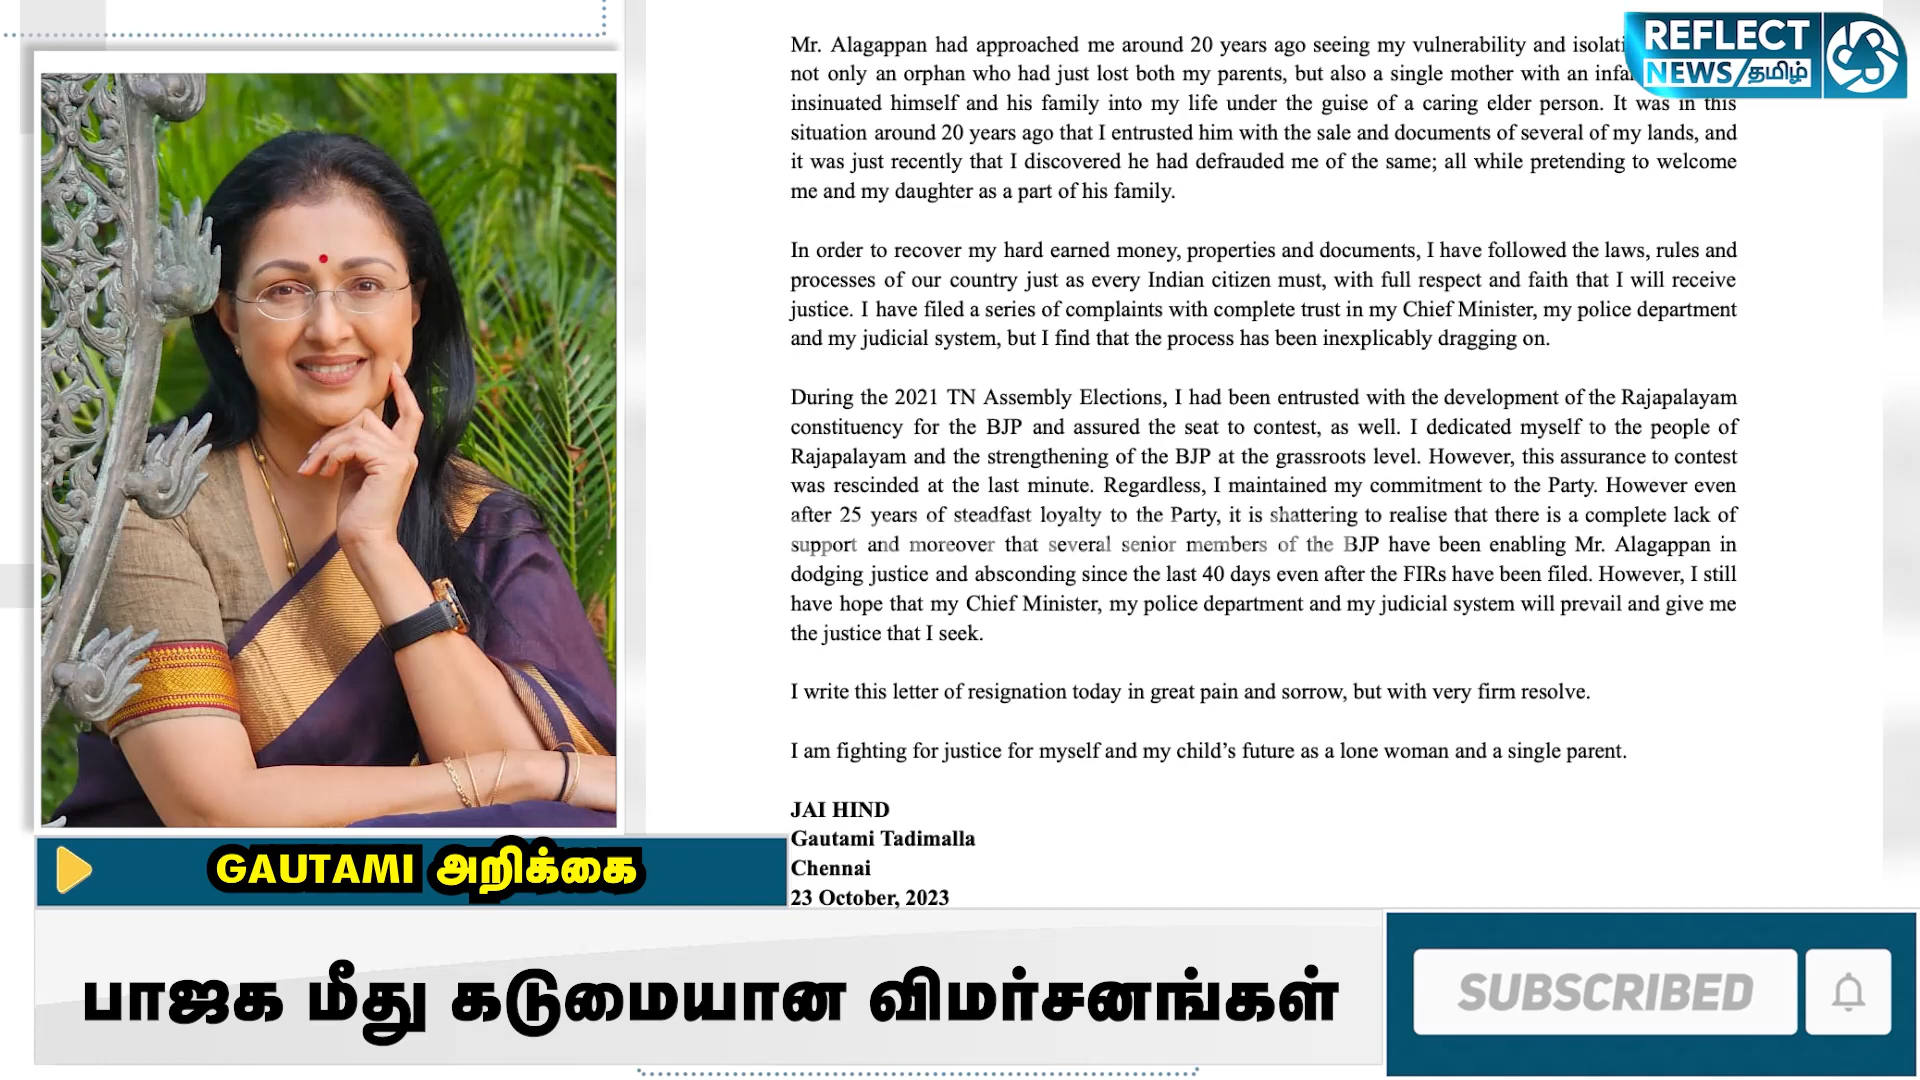 Mr. Alagappan had approached me around 20 years ago seeing my vulnerability and
not only an orphan who had just lost both my parents, but also a single mother with an
insinuated himself and his family into my life under the guise of a caring elder person. It was in this
situation around 20 years ago that I entrusted him with the sale and documents of several of my lands, and
it was just recently that I discovered he had defrauded me of the same; all while pretending to welcome
me and my daughter as a part of his family.
In order to recover my hard earned money, properties and documents, I have followed the laws, rules and
processes of our country just as every Indian citizen must, with full respect and faith that I will receive
justice. I have filed a series of complaints with complete trust in my Chief Minister, my police department
and my judicial system, but I find that the process has been inexplicably dragging on.
During the 2021 TN Assembly Elections, I had been entrusted with the development of the Rajapalayam
constituency for the BJP and assured the seat to contest, as well. I dedicated myself to the people of
Rajapalayam and the strengthening of the BJP at the grassroots level. However, this assurance to contest
was rescinded at the last minute. Regardless, I maintained my commitment to the Party. However even
after 25 years of steadfast loyalty to the Party, it is shattering to realise that there is a complete lack of
support and moreover that several senior members of the BJP have been enabling Mr. Alagappan in
dodging justice and absconding since the last 40 days even after the FIRs have been filed. However, I still
have hope that my Chief Minister, my police department and my judicial system will prevail and give me
the justice that I seek.
I write this letter of resignation today in great pain and sorrow, but with very firm resolve.
I am fighting for justice for myself and my child’s future as a lone woman and a single parent.
JAI HIND
Gautami Tadimalla
Chennai
23 October, 2023
REFLECT
NEWS/தமிழ்
GAUTAMI அறிக்கை
பாஜக மீது கடுமையான விமர்சனங்கள்
SUBSCRIBED